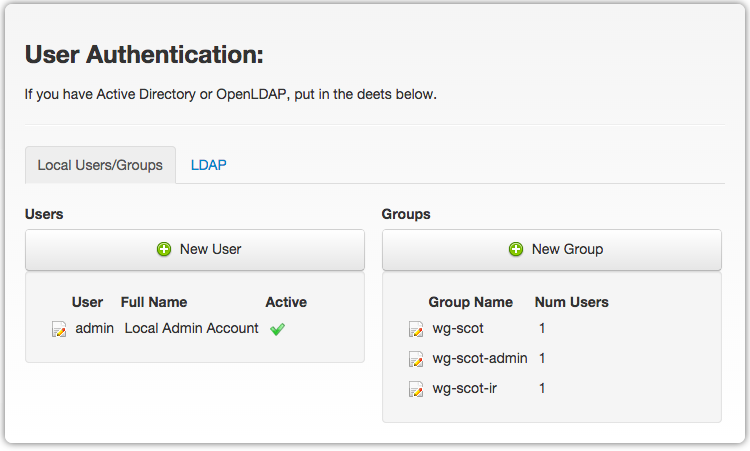 User Authentication:
If you have Active Directory or OpenLDAP, put in the deets below.
Local Users/Groups LDAP
Users
New User
User Full Name Active
admin Local Admin Account
Groups
New Group
Group Name Num Users
wg-scot 1
wg-scot-admin 1
wg-scot-ir 1